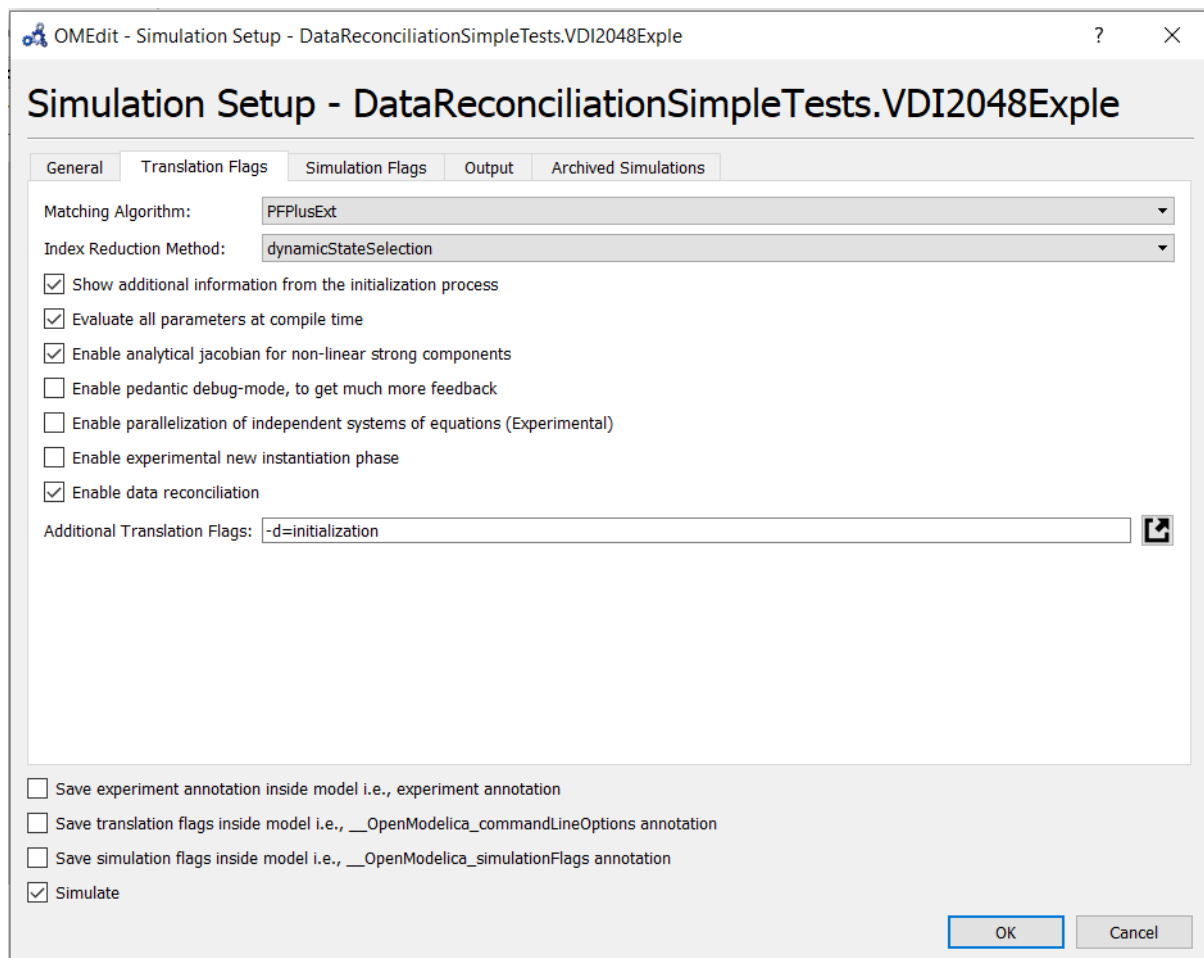 OMEdit - Simulation Setup - DataReconciliationSimpleTests.VDI2048Exple
?
Simulation Setup - DataReconciliationSimpleTests.VDI2048Exple
General Translation Flags Simulation Flags Output Archived Simulations
Matching Algorithm: PFPlusExt
Index Reduction Method: dynamicStateSelection
Show additional information from the initialization process
Evaluate all parameters at compile time
Enable analytical jacobian for non-linear strong components
Enable pedantic debug-mode, to get much more feedback
Enable parallelization of independent systems of equations (Experimental)
Enable experimental new instantiation phase
Enable data reconciliation
Additional Translation Flags: -d=initialization
Save experiment annotation inside model i.e., experiment annotation
Save translation flags inside model i.e., __OpenModelica_commandLineOptions annotation
Save simulation flags inside model i.e., __OpenModelica_simulationFlags annotation
Simulate
OK Cancel